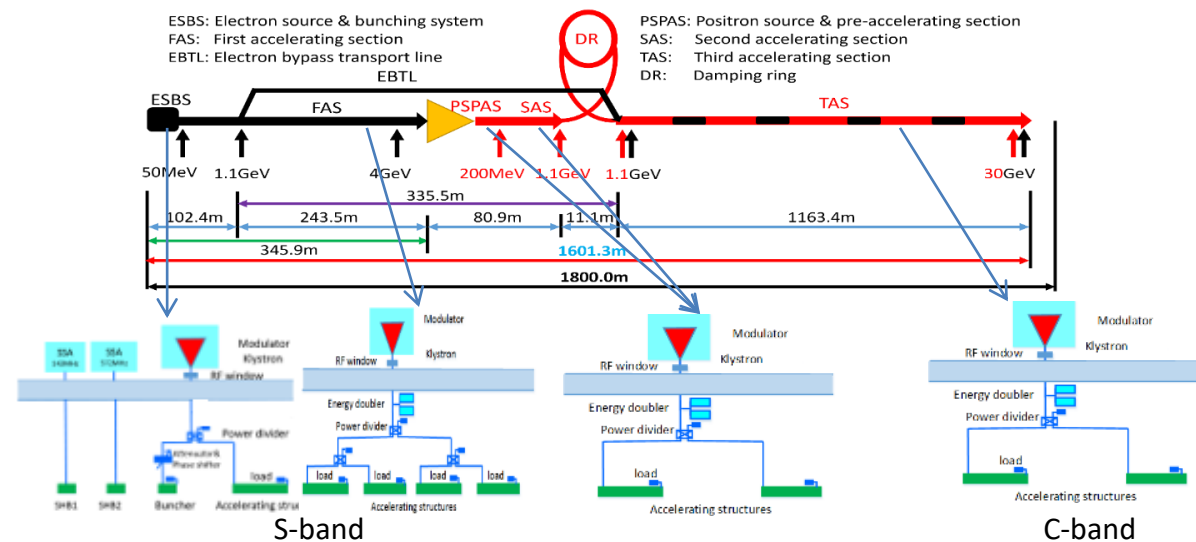 ESBS: Electron source & bunching system
FAS: First accelerating section
EBTL: Electron bypass transport line
PSPAS: Positron source & pre-accelerating section
SAS: Second accelerating section
TAS: Third accelerating section
DR: Damping ring
DR
EBTL
ESBS
FAS
PSPAS
SAS
TAS
50MeV
1.1GeV
4GeV
200MeV
1.1GeV
1.1GeV
30GeV
335.5m
102.4m
243.5m
80.9m
11.1m
1163.4m
345.9m
1601.3m
1800.0m
SSA
SSA
Modulator
Klystron
RF window
Power divider
Attenuator&
Phase shifter
load
SHB1
SHB2
Buncher
Accelerating struc
Modulator
Klystron
RF window
Energy doubler
Power divider
load
load
load
load
Accelerating structures
Modulator
Klystron
RF window
Energy doubler
Power divider
load
Accelerating structures
Modulator
Klystron
RF window
Energy doubler
Power divider
load
Accelerating structures
S-band
C-band